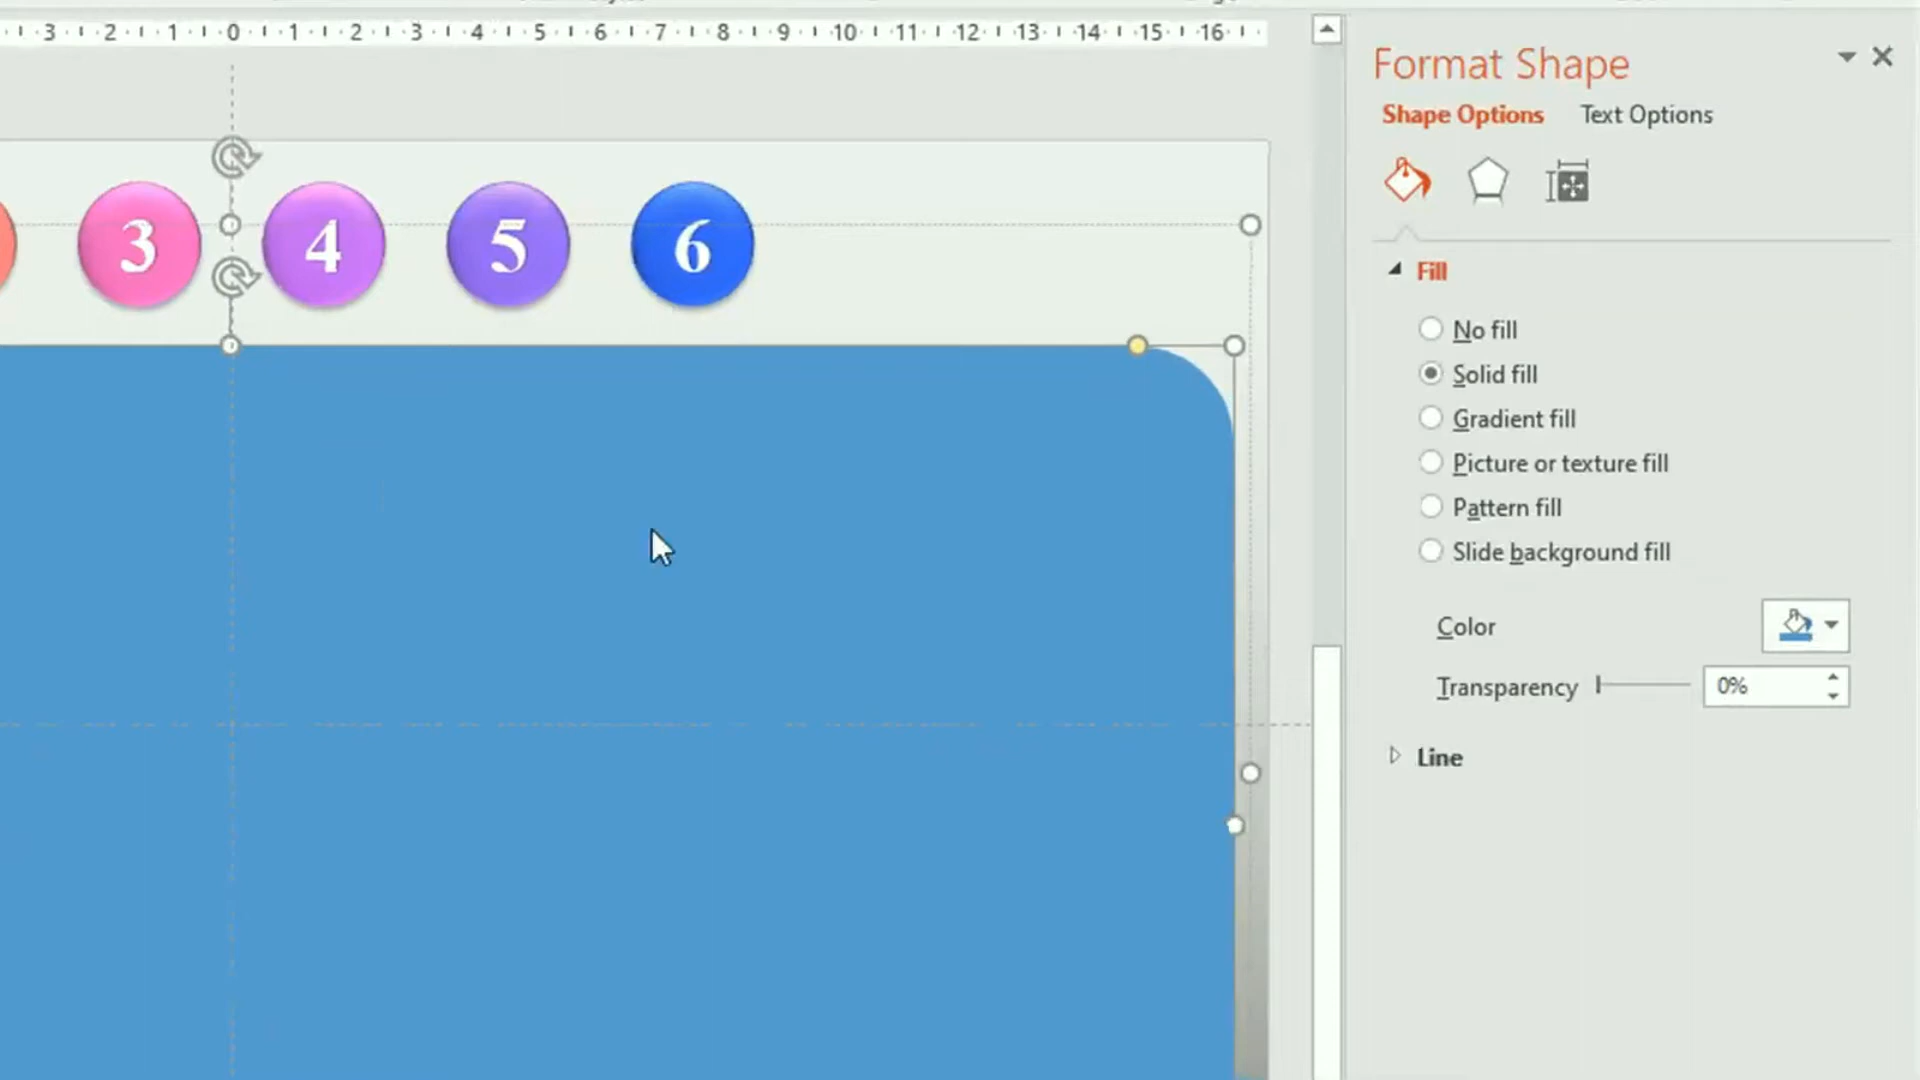 3 2 1 0 1 2 3 4 5 6 7 8 9 10 11 12 13 14 15 16
Format Shape
Shape Options Text Options
3 4 5 6
Fill
No fill
Solid fill
Gradient fill
Picture or texture fill
Pattern fill
Slide background fill
Color
Transparency 0%
Line